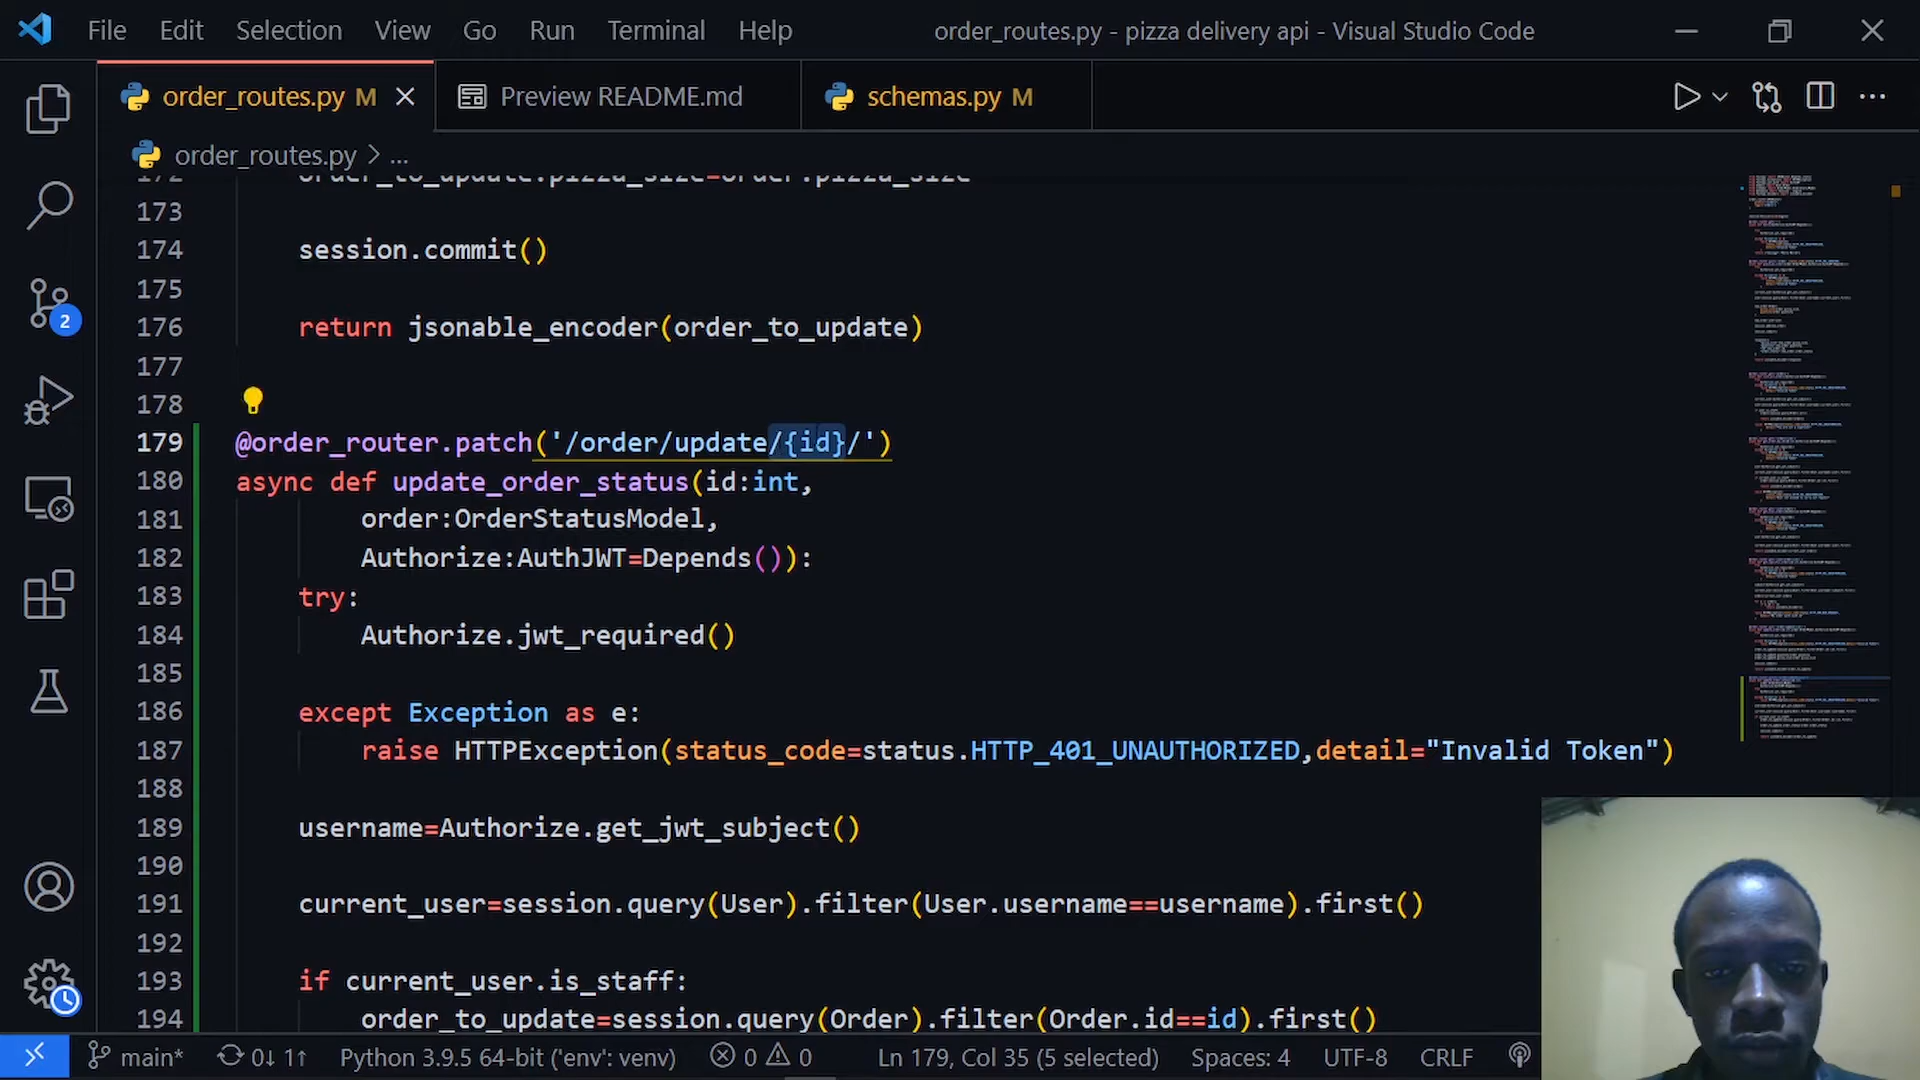 File Edit Selection View Go Run Terminal Help order_routes.py - pizza delivery api - Visual Studio Code
order_routes.py M Preview README.md schemas.py M
order_routes.py > ...
172 order_to_update.pizza_size=order.pizza_size
173
174 session.commit()
175
176 return jsonable_encoder(order_to_update)
177
178
179 @order_router.patch('/order/update/{id}/')
180 async def update_order_status(id:int,
181 order:OrderStatusModel,
182 Authorize:AuthJWT=Depends()):
183 try:
184 Authorize.jwt_required()
185
186 except Exception as e:
187 raise HTTPException(status_code=status.HTTP_401_UNAUTHORIZED,detail="Invalid Token")
188
189 username=Authorize.get_jwt_subject()
190
191 current_user=session.query(User).filter(User.username==username).first()
192
193 if current_user.is_staff:
194 order_to_update=session.query(Order).filter(Order.id==id).first()
2
main* 0↓ 1↑ Python 3.9.5 64-bit ('env': venv) 0 0 Ln 179, Col 35 (5 selected) Spaces: 4 UTF-8 CRLF